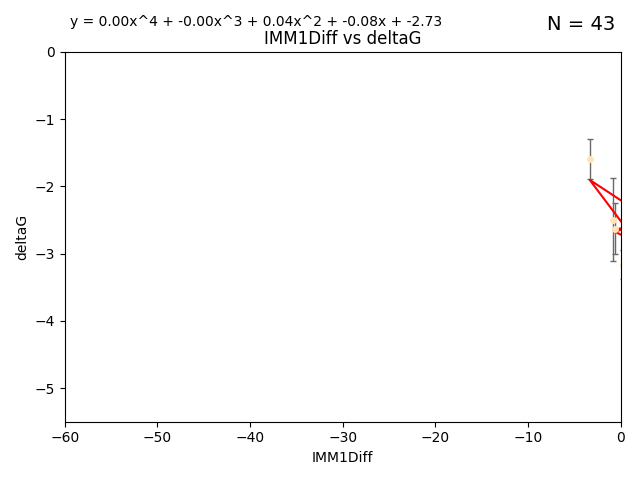 y = 0.00x^4 + -0.00x^3 + 0.04x^2 + -0.08x + -2.73
N = 43
IMM1Diff vs deltaG
0
−1
−2
−3
−4
−5
deltaG
−60 −50 −40 −30 −20 −10 0
IMM1Diff